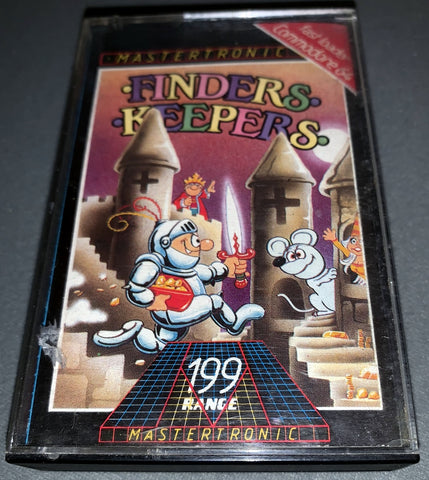 MASTERTRONIC
Fast loader
Commodore 64
FINDERS
KEEPERS
199
RANGE
MASTERTRONIC